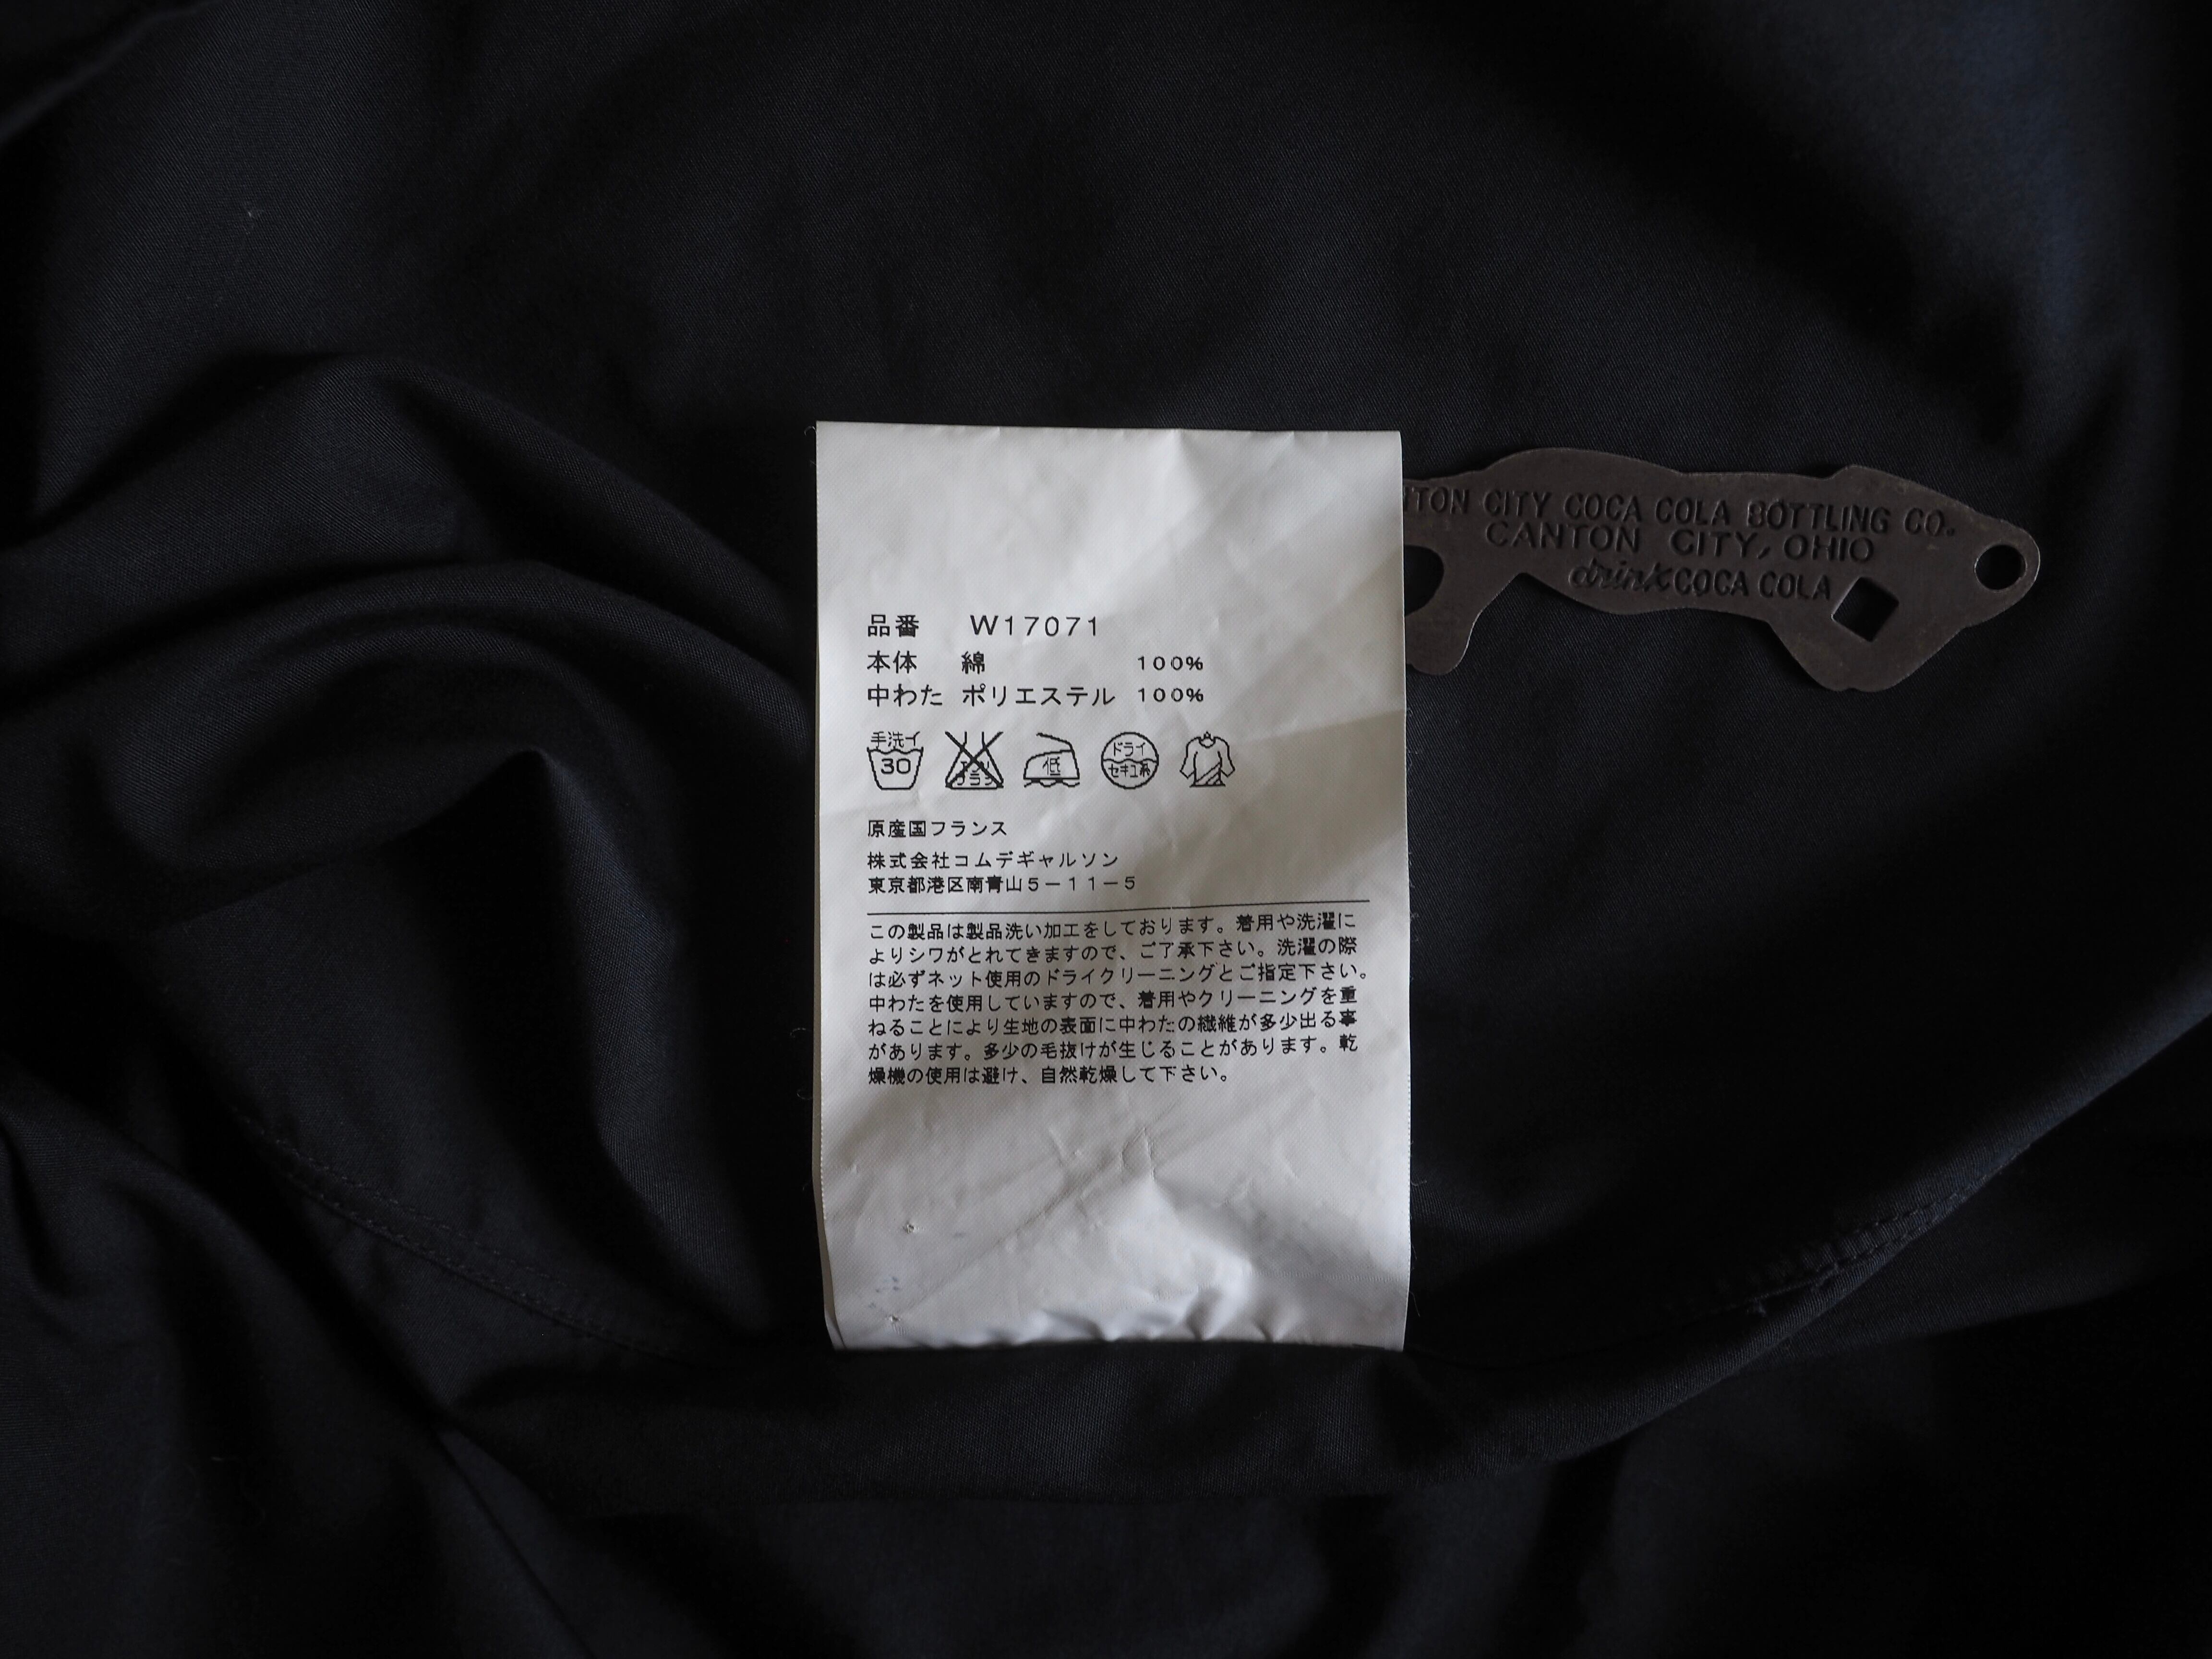 品番 W17071
本体 綿 100%
中わた ポリエステル 100%
手洗イ
30
エンソ
低
ドライ
セキユ系
原産国フランス
株式会社コムデギャルソン
東京都港区南青山5-11-5
この製品は製品洗い加工をしております。着用や洗濯に
よりシワがとれてきますので、ご了承下さい。洗濯の際
は必ずネット使用のドライクリーニングとご指定下さい。
中わたを使用していますので、着用やクリーニングを重
ねることにより生地の表面に中わたの繊維が多少出る事
があります。多少の毛抜けが生じることがあります。乾
燥機の使用は避け、自然乾燥して下さい。
TON CITY COCA COLA BOTTLING CO.
CANTON CITY, OHIO
drink COCA COLA